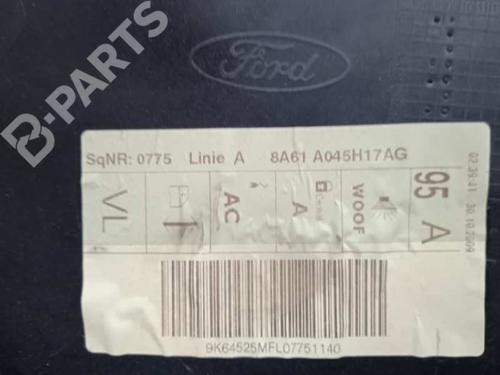 B-PARTS
Ford
SqNR: 0775 Linie A 8A61 A045H17AG
VL
AC
A
WOOF
95 A
02:39:41 30.10.2009
9K64525MFL07751140